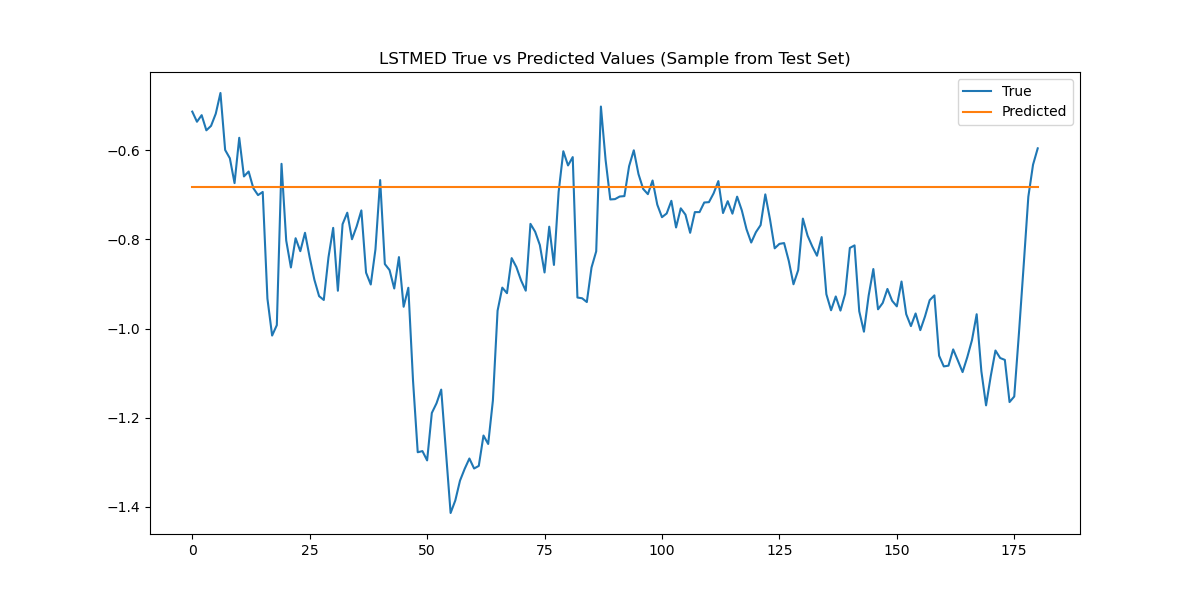 LSTMED True vs Predicted Values (Sample from Test Set)
True
Predicted
−0.6
−0.8
−1.0
−1.2
−1.4
0 25 50 75 100 125 150 175